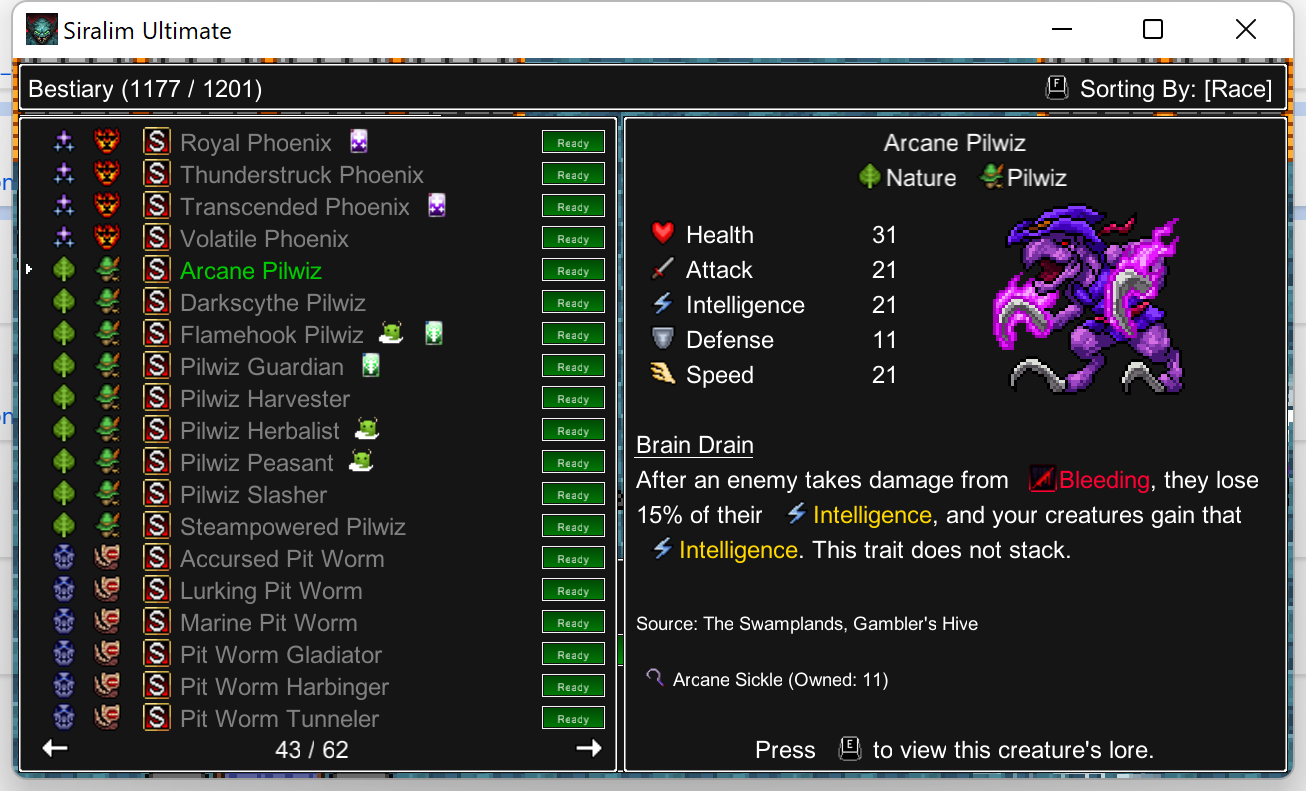 Siralim Ultimate
Bestiary (1177 / 1201)
F Sorting By: [Race]
S Royal Phoenix Ready
S Thunderstruck Phoenix Ready
S Transcended Phoenix Ready
S Volatile Phoenix Ready
S Arcane Pilwiz Ready
S Darkscythe Pilwiz Ready
S Flamehook Pilwiz Ready
S Pilwiz Guardian Ready
S Pilwiz Harvester Ready
S Pilwiz Herbalist Ready
S Pilwiz Peasant Ready
S Pilwiz Slasher Ready
S Steampowered Pilwiz Ready
S Accursed Pit Worm Ready
S Lurking Pit Worm Ready
S Marine Pit Worm Ready
S Pit Worm Gladiator Ready
S Pit Worm Harbinger Ready
S Pit Worm Tunneler Ready
43 / 62
Arcane Pilwiz
Nature Pilwiz
Health 31
Attack 21
Intelligence 21
Defense 11
Speed 21
Brain Drain
After an enemy takes damage from Bleeding, they lose
15% of their Intelligence, and your creatures gain that
Intelligence. This trait does not stack.
Source: The Swamplands, Gambler's Hive
Arcane Sickle (Owned: 11)
Press E to view this creature's lore.